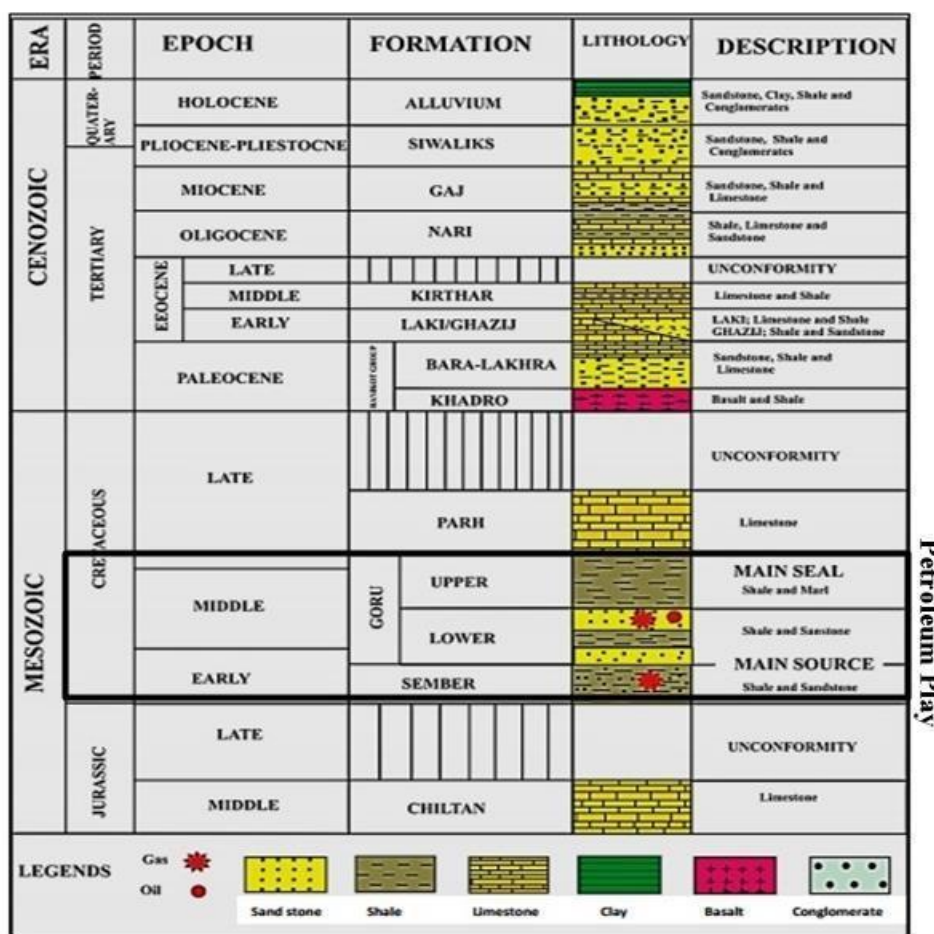 ERA PERIOD EPOCH FORMATION LITHOLOGY DESCRIPTION
CENOZOIC
QUATER-
ARY
HOLOCENE ALLUVIUM Sandstone, Clay, Shale and
Conglomerates
PLIOCENE-PLIESTOCNE SIWALIKS Sandstone, Shale and
Conglomerates
TERTIARY
MIOCENE GAJ Sandstone, Shale and
Limestone
OLIGOCENE NARI Shale, Limestone and
Sandstone
EEOCENE
LATE UNCONFORMITY
MIDDLE KIRTHAR Limestone and Shale
EARLY LAKI/GHAZIJ LAKI; Limestone and Shale
GHAZIJ; Shale and Sandstone
PALEOCENE
GROUP
BARA-LAKHRA Sandstone, Shale and
Limestone
KHADRO Basalt and Shale
MESOZOIC
CRETACEOUS
LATE UNCONFORMITY
PARH Limestone
MIDDLE
GORU
UPPER MAIN SEAL
Shale and Marl
LOWER Shale and Sanstone
MAIN SOURCE
EARLY SEMBER Shale and Sandstone
Petroleum Play
JURASSIC
LATE UNCONFORMITY
MIDDLE CHILTAN Limestone
LEGENDS
Gas
Oil
Sand stone Shale Limestone Clay Basalt Conglomerate